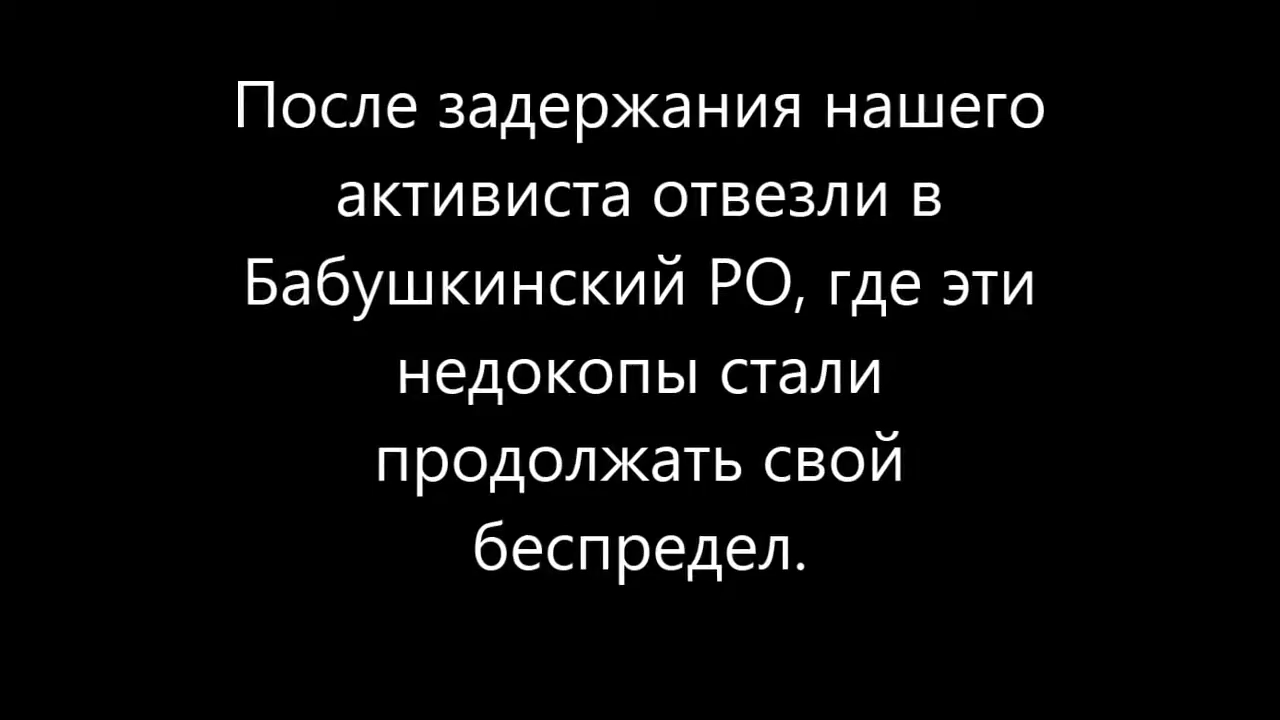 После задержания нашего
активиста отвезли в
Бабушкинский РО, где эти
недокопы стали
продолжать свой
беспредел.